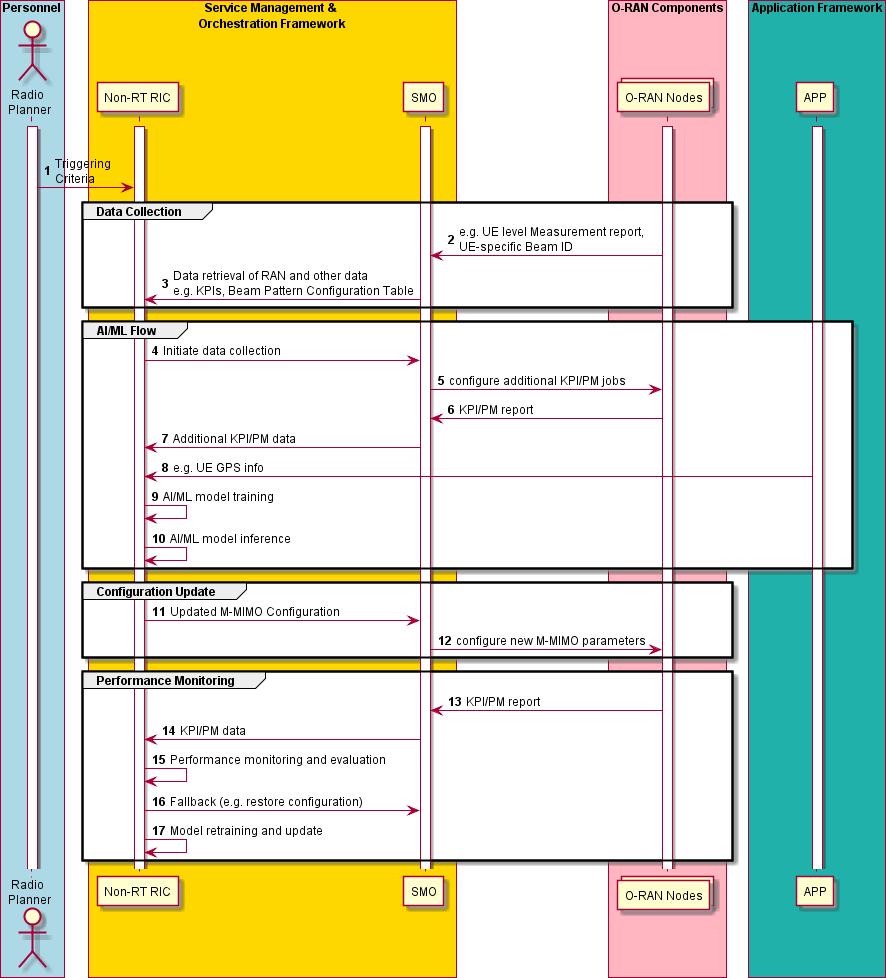 Personnel
Service Management &
Orchestration Framework
O-RAN Components
Application Framework
Radio
Planner
Non-RT RIC
SMO
O-RAN Nodes
APP
1 Triggering
Criteria
Data Collection
2 e.g. UE level Measurement report,
UE-specific Beam ID
3 Data retrieval of RAN and other data
e.g. KPIs, Beam Pattern Configuration Table
AI/ML Flow
4 Initiate data collection
5 configure additional KPI/PM jobs
6 KPI/PM report
7 Additional KPI/PM data
8 e.g. UE GPS info
9 AI/ML model training
10 AI/ML model inference
Configuration Update
11 Updated M-MIMO Configuration
12 configure new M-MIMO parameters
Performance Monitoring
13 KPI/PM report
14 KPI/PM data
15 Performance monitoring and evaluation
16 Fallback (e.g. restore configuration)
17 Model retraining and update
Radio
Planner
Non-RT RIC
SMO
O-RAN Nodes
APP